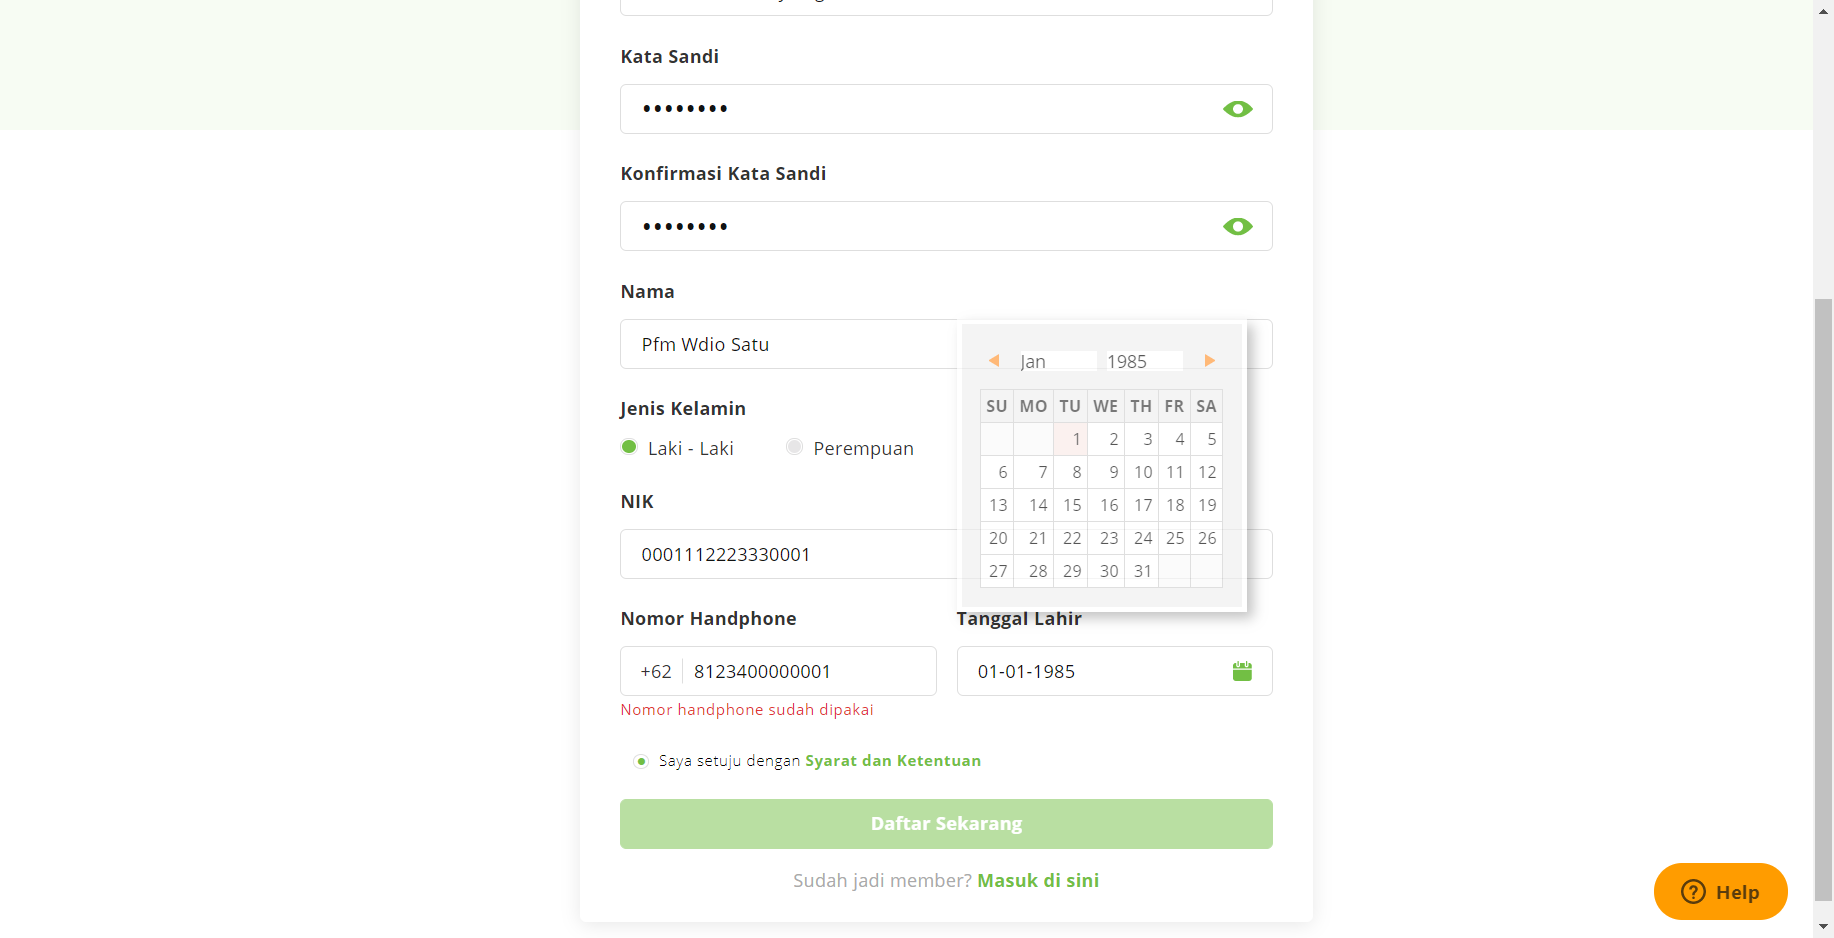 Kata Sandi
••••••••
Konfirmasi Kata Sandi
••••••••
Nama
Pfm Wdio Satu
Jan 1985
SU MO TU WE TH FR SA
1 2 3 4 5
6 7 8 9 10 11 12
13 14 15 16 17 18 19
20 21 22 23 24 25 26
27 28 29 30 31
Jenis Kelamin
Laki - Laki Perempuan
NIK
0001112223330001
Nomor Handphone Tanggal Lahir
+62 8123400000001 01-01-1985
Nomor handphone sudah dipakai
Saya setuju dengan Syarat dan Ketentuan
Daftar Sekarang
Sudah jadi member? Masuk di sini
Help